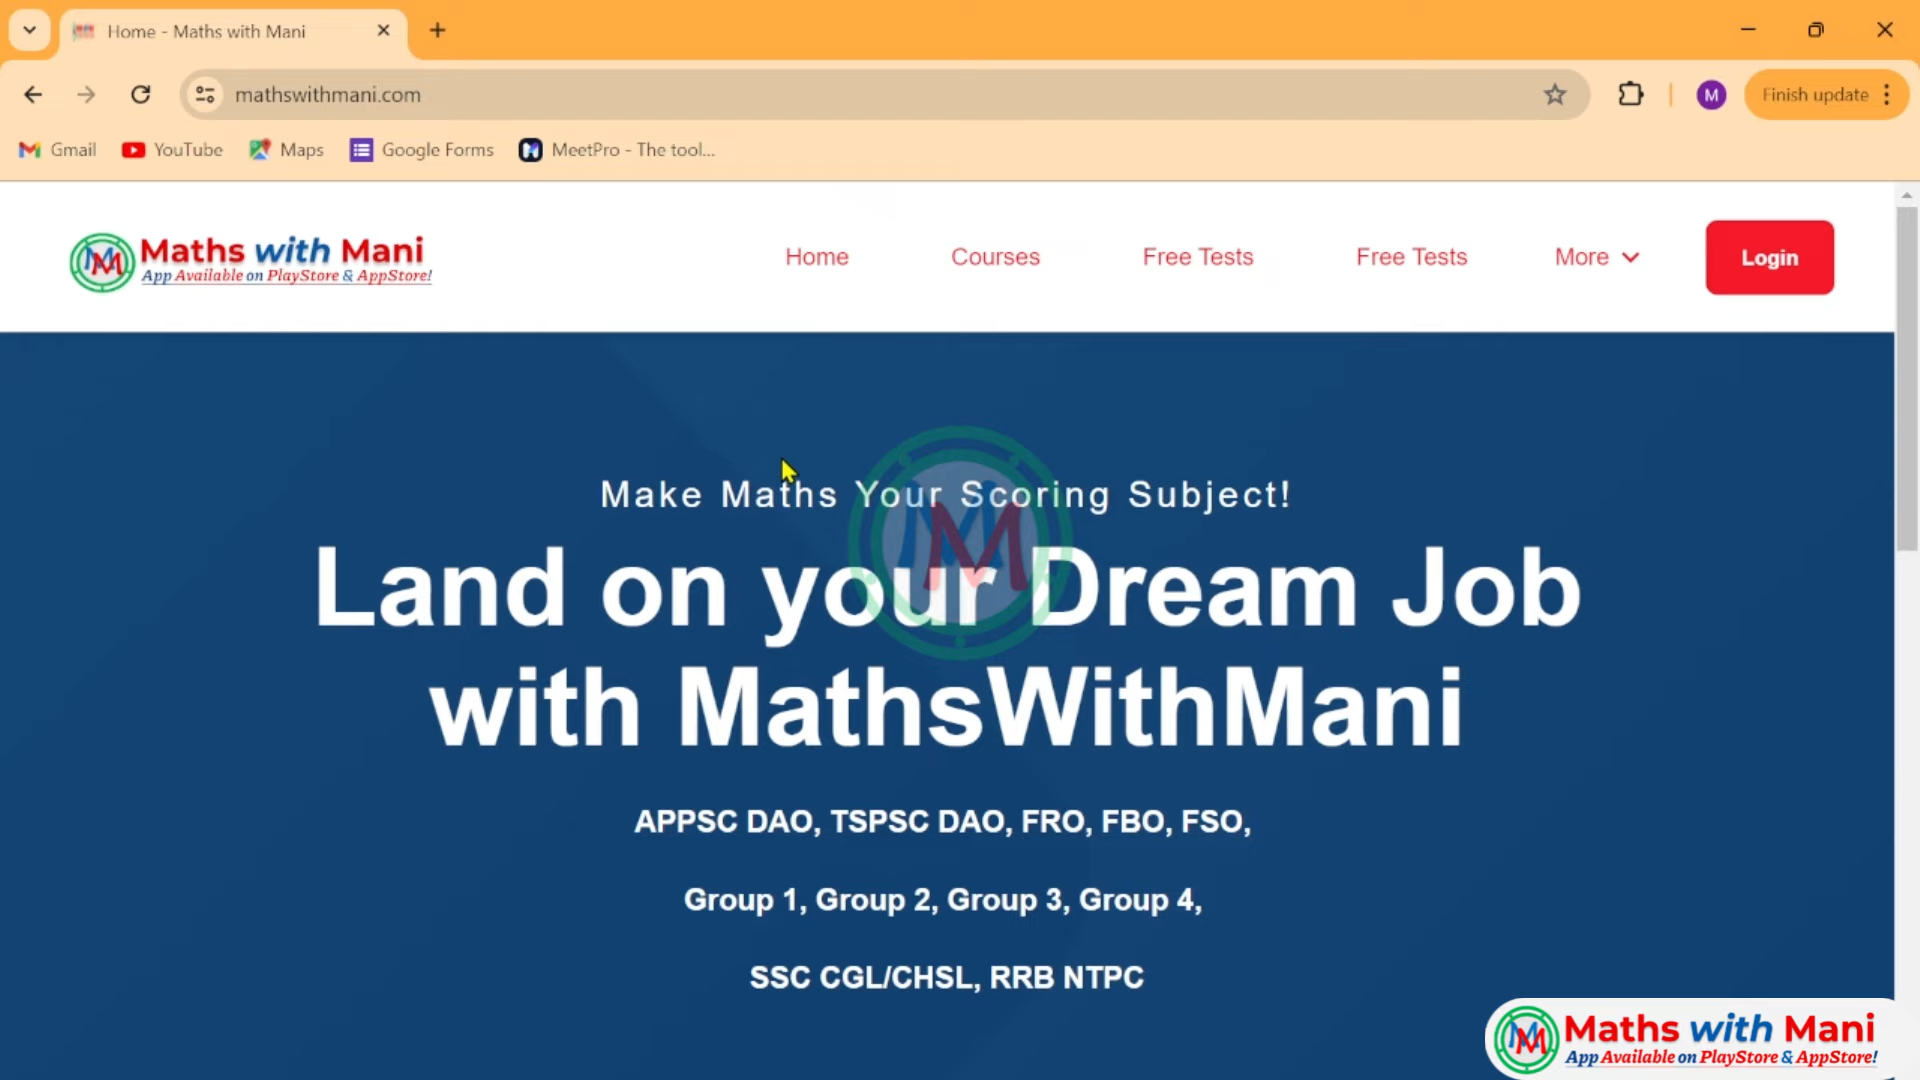 Home - Maths with Mani
mathswithmani.com
M
Finish update
Gmail
YouTube
Maps
Google Forms
MeetPro - The tool...
Maths with Mani
App Available on PlayStore & AppStore!
Home
Courses
Free Tests
Free Tests
More
Login
Make Maths Your Scoring Subject!
Land on your Dream Job
with MathsWithMani
APPSC DAO, TSPSC DAO, FRO, FBO, FSO,
Group 1, Group 2, Group 3, Group 4,
SSC CGL/CHSL, RRB NTPC
Maths with Mani
App Available on PlayStore & AppStore!